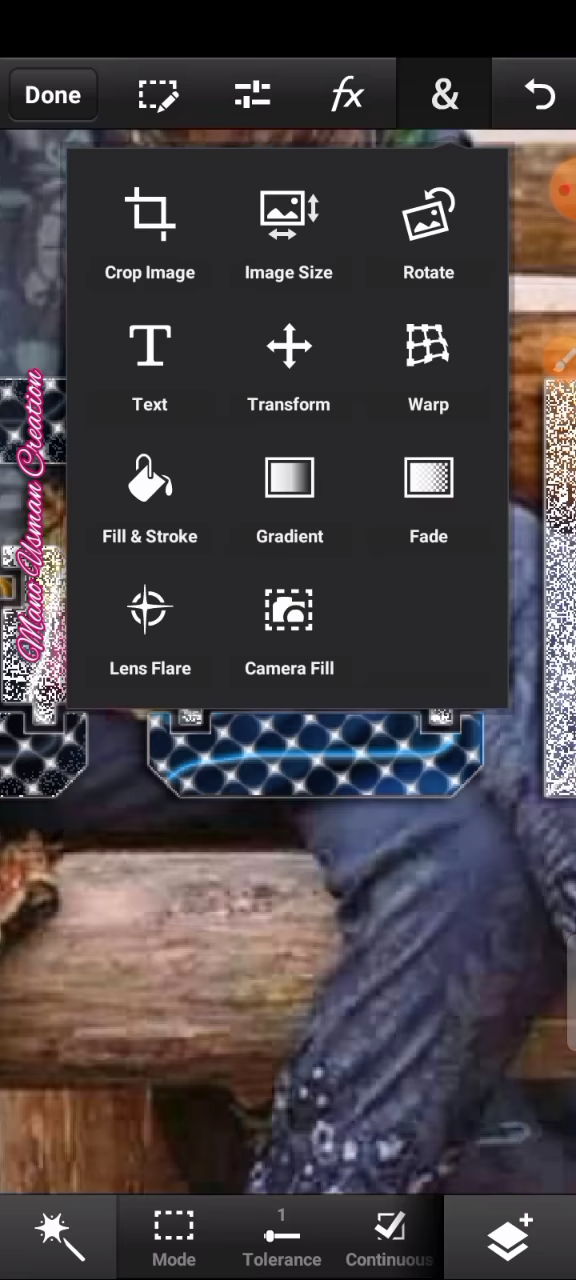 Done fx &
Crop Image Image Size Rotate
T
Text Transform Warp
Fill & Stroke Gradient Fade
Lens Flare Camera Fill
Mano Usman Creation
1
Mode Tolerance Continuous